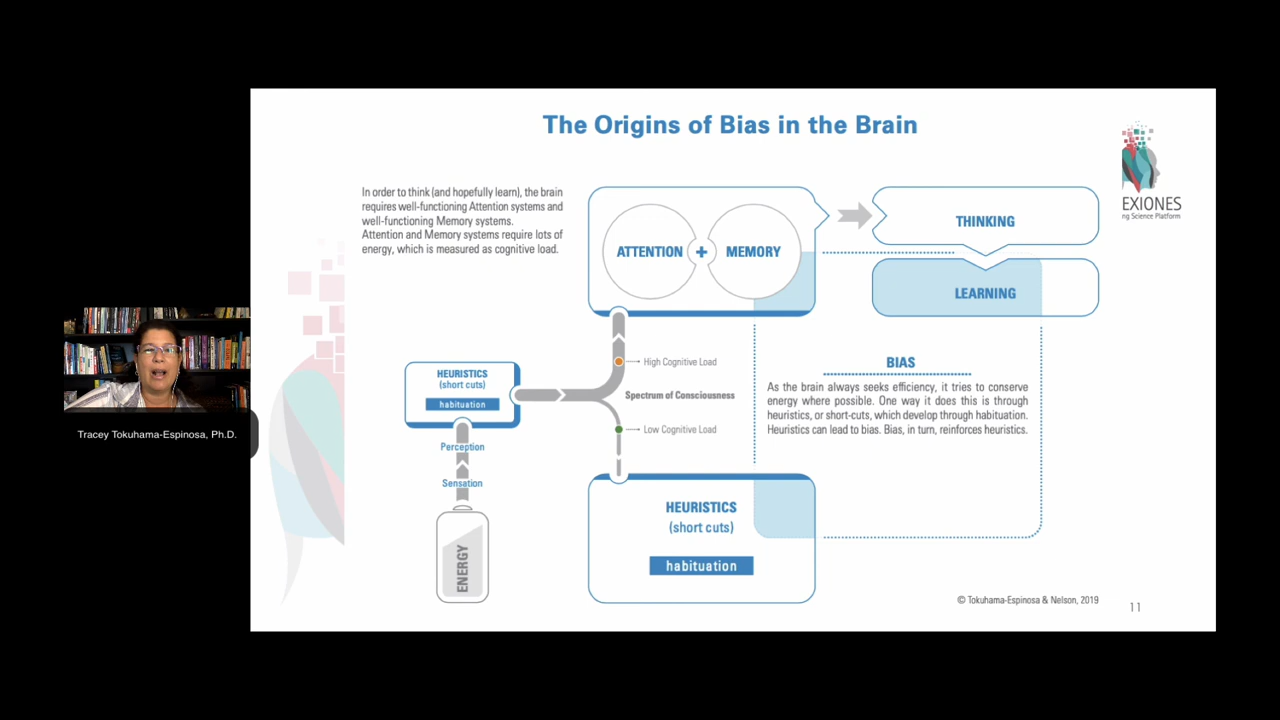 The Origins of Bias in the Brain
EXIONES
ng Science Platform
In order to think (and hopefully learn), the brain
requires well-functioning Attention systems and
well-functioning Memory systems.
Attention and Memory systems require lots of
energy, which is measured as cognitive load.
ATTENTION + MEMORY
THINKING
LEARNING
High Cognitive Load
Spectrum of Consciousness
Low Cognitive Load
HEURISTICS
(short cuts)
habituation
Perception
Sensation
ENERGY
BIAS
As the brain always seeks efficiency, it tries to conserve
energy where possible. One way it does this is through
heuristics, or short-cuts, which develop through habituation.
Heuristics can lead to bias. Bias, in turn, reinforces heuristics.
HEURISTICS
(short cuts)
habituation
© Tokuhama-Espinosa & Nelson, 2019
11
Tracey Tokuhama-Espinosa, Ph.D.